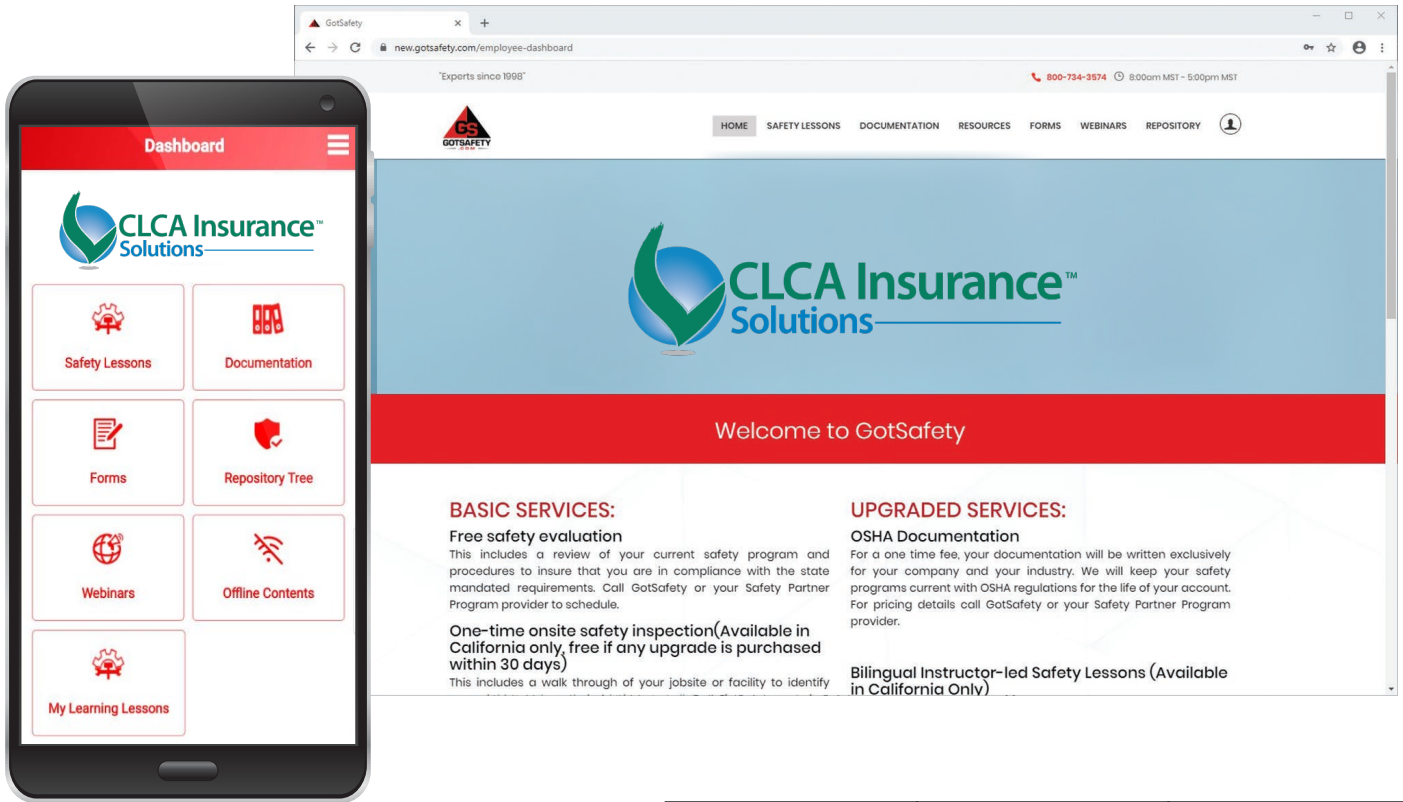 GotSafety
new.gotsafety.com/employee-dashboard
"Experts since 1998"
800-734-3574 8:00am MST - 5:00pm MST
GS
GOTSAFETY
.COM
HOME SAFETY LESSONS DOCUMENTATION RESOURCES FORMS WEBINARS REPOSITORY
CLCA Insurance™
Solutions
Welcome to GotSafety
BASIC SERVICES:
Free safety evaluation
This includes a review of your current safety program and
procedures to insure that you are in compliance with the state
mandated requirements. Call GotSafety or your Safety Partner
Program provider to schedule.
One-time onsite safety inspection(Available in
California only, free if any upgrade is purchased
within 30 days)
This includes a walk through of your jobsite or facility to identify
UPGRADED SERVICES:
OSHA Documentation
For a one time fee, your documentation will be written exclusively
for your company and your industry. We will keep your safety
programs current with OSHA regulations for the life of your account.
For pricing details call GotSafety or your Safety Partner Program
provider.
Bilingual Instructor-led Safety Lessons (Available
in California Only)
Dashboard
CLCA Insurance™
Solutions
Safety Lessons
Documentation
Forms
Repository Tree
Webinars
Offline Contents
My Learning Lessons